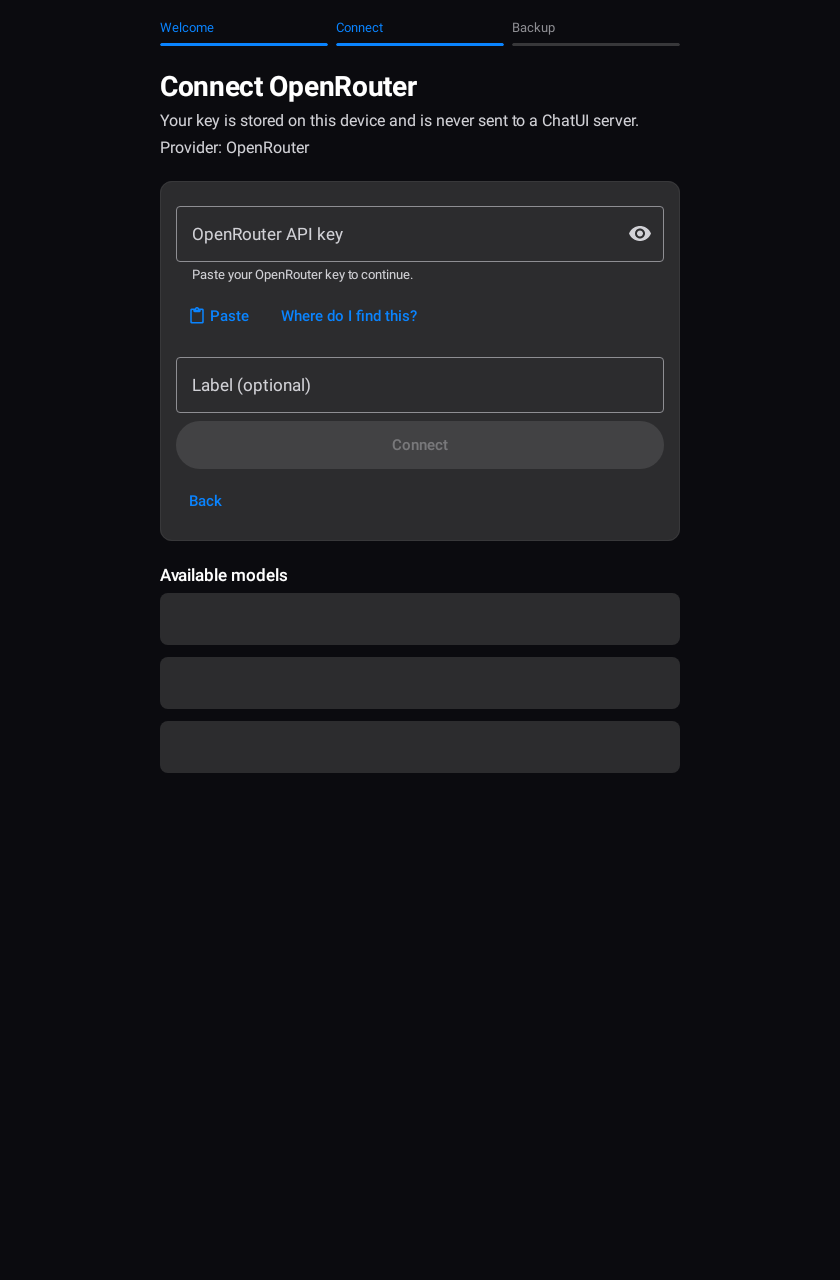 Welcome
Connect
Backup
Connect OpenRouter
Your key is stored on this device and is never sent to a ChatUI server.
Provider: OpenRouter
OpenRouter API key
Paste your OpenRouter key to continue.
Paste
Where do I find this?
Label (optional)
Connect
Back
Available models